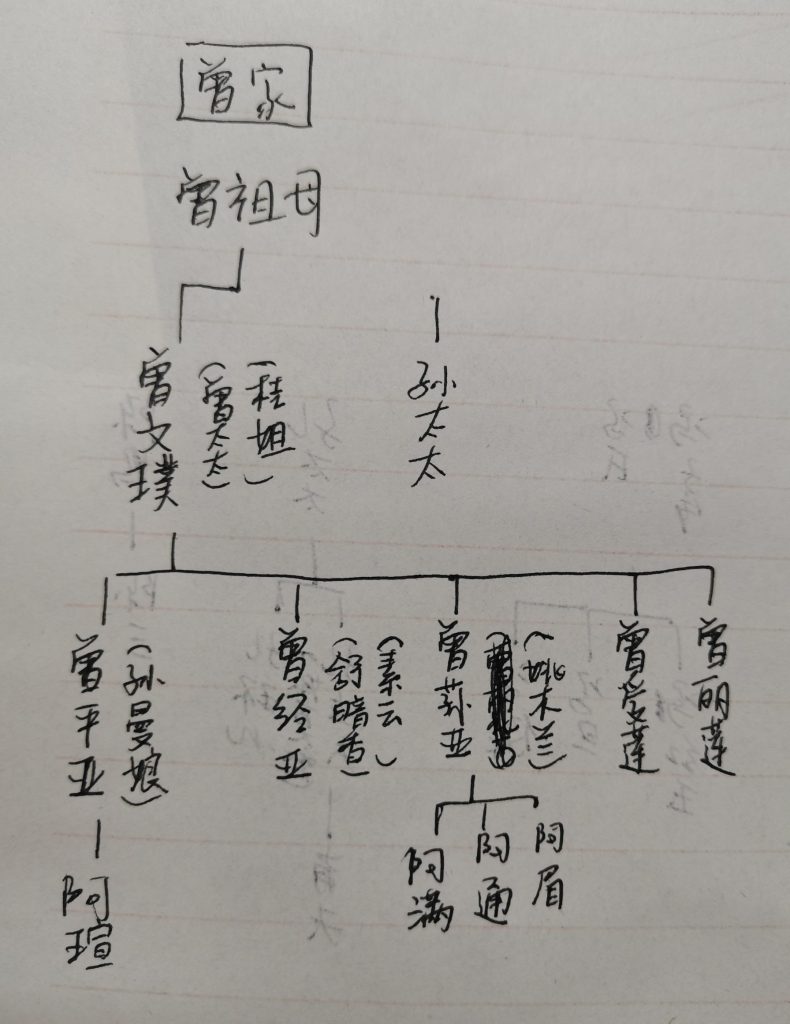 曾家
曾祖母
曾文璞
(曾太太)
(桂姐)
孙太太
曾平亚
(孙曼娘)
曾经亚
(舒暗香)
(素云)
曾荪亚
(姚木兰)
曾爱莲
曾丽莲
阿瑄
阿满
阿通
阿眉